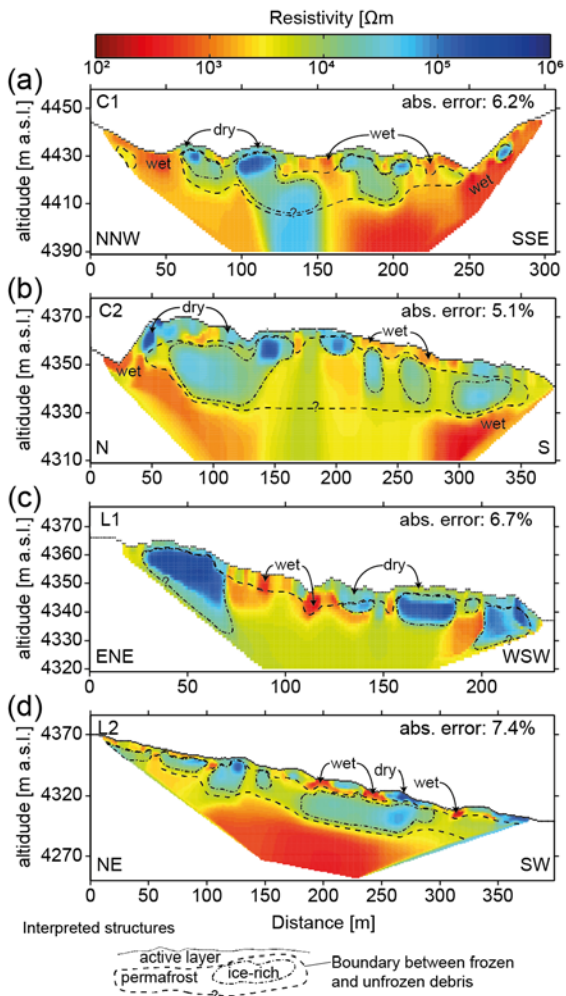 Resistivity [Ωm
10² 10³ 10⁴ 10⁵ 10⁶
(a)
C1 abs. error: 6.2%
dry wet
wet wet
?
altidude [m a.s.l.]
4450
4430
4410
4390
NNW SSE
0 50 100 150 200 250 300
(b)
C2 abs. error: 5.1%
dry wet
wet wet
?
altidude [m a.s.l.]
4370
4350
4330
4310
N S
0 50 100 150 200 250 300 350
(c)
L1 abs. error: 6.7%
wet dry
? ?
altidude [m a.s.l.]
4370
4360
4350
4340
4330
4320
ENE WSW
0 50 100 150 200
(d)
L2 abs. error: 7.4%
wet dry wet
altidude [m a.s.l.]
4370
4320
4270
NE SW
0 50 100 150 200 250 300 350 400
Distance [m]
Interpreted structures
active layer
permafrost ice-rich
?
Boundary between frozen
and unfrozen debris